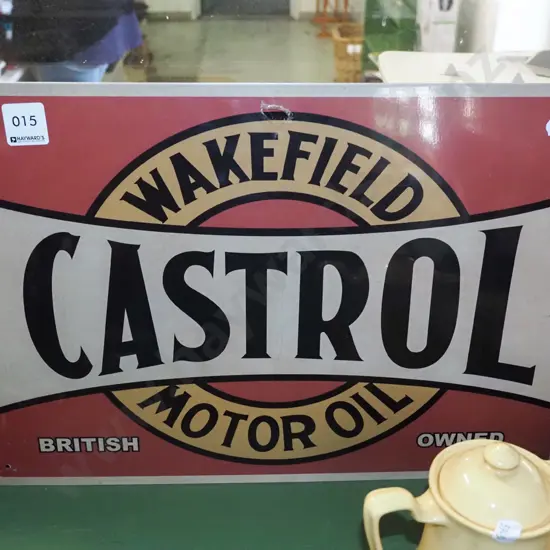 015
HAYWARD'S
WAKEFIELD
CASTROL
MOTOR OIL
BRITISH
OWNED